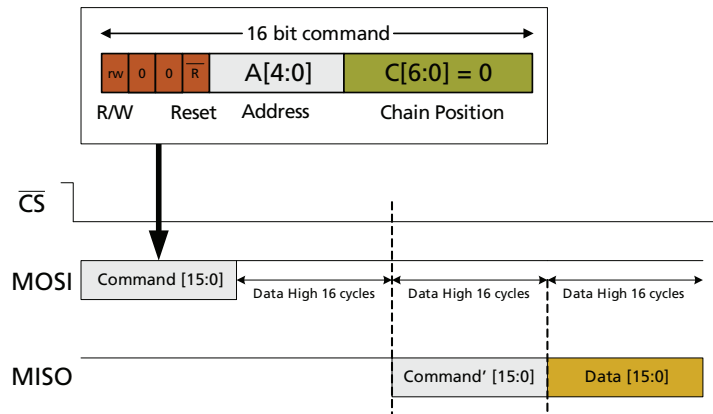 16 bit command
rw 0 0 R̅ A[4:0] C[6:0] = 0
R/W Reset Address Chain Position
C̅S̅
MOSI Command [15:0] Data High 16 cycles Data High 16 cycles Data High 16 cycles
MISO Command' [15:0] Data [15:0]